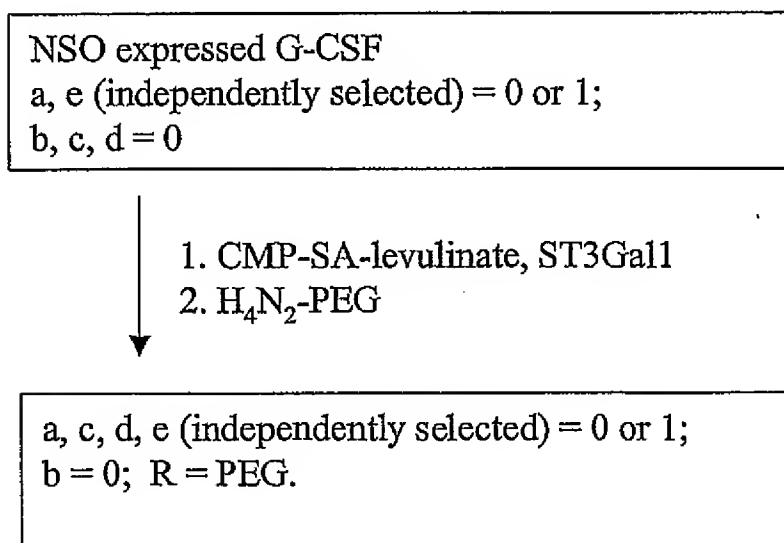 NSO expressed G-CSF
a, e (independently selected) = 0 or 1;
b, c, d = 0
1. CMP-SA-levulinate, ST3Gal1
2. H₄N₂-PEG
a, c, d, e (independently selected) = 0 or 1;
b = 0; R = PEG.